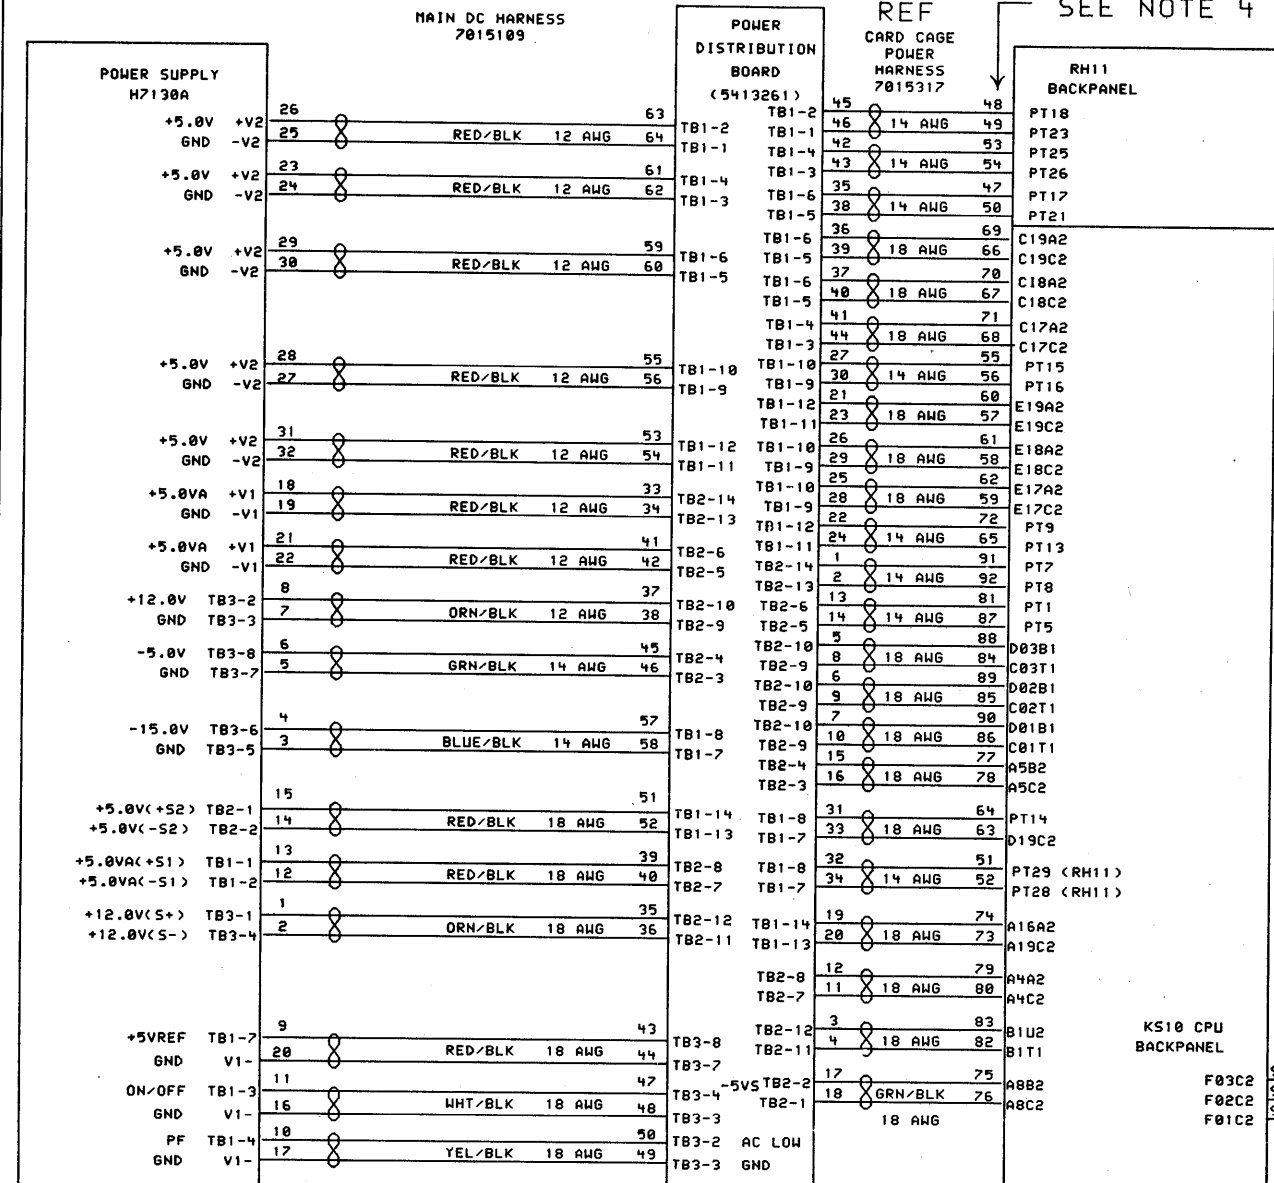 MAIN DC HARNESS
7015109
POWER
DISTRIBUTION
BOARD
(5413261)
REF
CARD CAGE
POWER
HARNESS
7015317
SEE NOTE 4
RH11
BACKPANEL
POWER SUPPLY
H7130A
+5.0V +V2 26 63 TB1-2
GND -V2 25 RED/BLK 12 AWG 64 TB1-1
+5.0V +V2 23 61 TB1-4
GND -V2 24 RED/BLK 12 AWG 62 TB1-3
+5.0V +V2 29 59 TB1-6
GND -V2 30 RED/BLK 12 AWG 60 TB1-5
+5.0V +V2 28 55 TB1-10
GND -V2 27 RED/BLK 12 AWG 56 TB1-9
+5.0V +V2 31 53 TB1-12
GND -V2 32 RED/BLK 12 AWG 54 TB1-11
+5.0VA +V1 18 33 TB2-14
GND -V1 19 RED/BLK 12 AWG 34 TB2-13
+5.0VA +V1 21 41 TB2-6
GND -V1 22 RED/BLK 12 AWG 42 TB2-5
+12.0V TB3-2 8 37 TB2-10
GND TB3-3 7 ORN/BLK 12 AWG 38 TB2-9
-5.0V TB3-8 6 45 TB2-4
GND TB3-7 5 GRN/BLK 14 AWG 46 TB2-3
-15.0V TB3-6 4 57 TB1-8
GND TB3-5 3 BLUE/BLK 14 AWG 58 TB1-7
+5.0V(+S2) TB2-1 15 51 TB1-14
+5.0V(-S2) TB2-2 14 RED/BLK 18 AWG 52 TB1-13
+5.0VA(+S1) TB1-1 13 39 TB2-8
+5.0VA(-S1) TB1-2 12 RED/BLK 18 AWG 40 TB2-7
+12.0V(S+) TB3-1 1 35 TB2-12
+12.0V(S-) TB3-4 2 ORN/BLK 18 AWG 36 TB2-11
+5VREF TB1-7 9 43 TB3-8
GND V1- 20 RED/BLK 18 AWG 44 TB3-7
ON/OFF TB1-3 11 47 TB3-4
GND V1- 16 WHT/BLK 18 AWG 48 TB3-3
PF TB1-4 10 50 TB3-2 AC LOW
GND V1- 17 YEL/BLK 18 AWG 49 TB3-3 GND
TB1-2 45 48 PT18
TB1-1 46 14 AWG 49 PT23
TB1-4 42 53 PT25
TB1-3 43 14 AWG 54 PT26
TB1-6 35 47 PT17
TB1-5 38 14 AWG 50 PT21
TB1-6 36 69 C19A2
TB1-5 39 18 AWG 66 C19C2
TB1-6 37 70 C18A2
TB1-5 40 18 AWG 67 C18C2
TB1-4 41 71 C17A2
TB1-3 44 18 AWG 68 C17C2
TB1-10 27 55 PT15
TB1-9 30 14 AWG 56 PT16
TB1-12 21 60 E19A2
TB1-11 23 18 AWG 57 E19C2
TB1-10 26 61 E18A2
TB1-9 29 18 AWG 58 E18C2
TB1-10 25 62 E17A2
TB1-9 28 18 AWG 59 E17C2
TB1-12 22 72 PT9
TB1-11 24 14 AWG 65 PT13
TB2-14 1 91 PT7
TB2-13 2 14 AWG 92 PT8
TB2-6 13 81 PT1
TB2-5 14 14 AWG 87 PT5
TB2-10 5 88 D03B1
TB2-9 8 18 AWG 84 C03T1
TB2-10 6 89 D02B1
TB2-9 9 18 AWG 85 C02T1
TB2-10 7 90 D01B1
TB2-9 10 18 AWG 86 C01T1
TB2-4 15 77 A5B2
TB2-3 16 18 AWG 78 A5C2
TB1-8 31 64 PT14
TB1-7 33 18 AWG 63 D19C2
TB1-8 32 51 PT29 (RH11)
TB1-7 34 14 AWG 52 PT28 (RH11)
TB1-14 19 74 A16A2
TB1-13 20 18 AWG 73 A19C2
TB2-8 12 79 A4A2
TB2-7 11 18 AWG 80 A4C2
TB2-12 3 83 B1U2
TB2-11 4 18 AWG 82 B1T1
-5VS TB2-2 17 75 A8B2
TB2-1 18 GRN/BLK 76 A8C2
18 AWG
KS10 CPU
BACKPANEL
F03C2
F02C2
F01C2